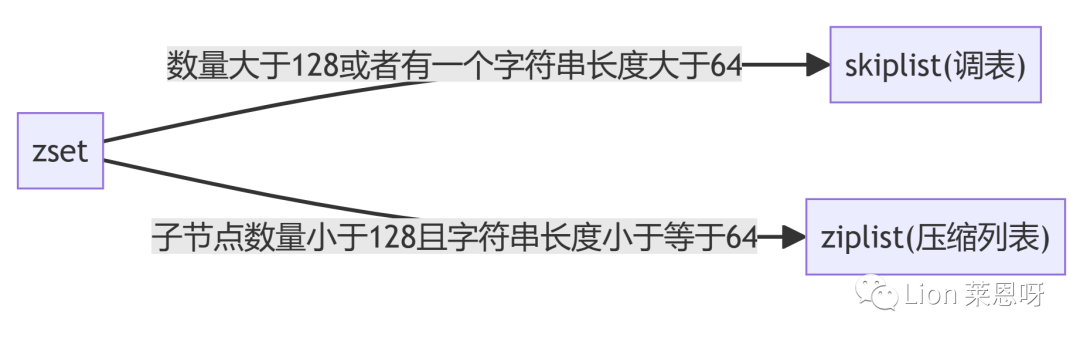 数量大于128或者有一个字符串长度大于64
skiplist(调表)
zset
子节点数量小于128且字符串长度小于等于64
ziplist(压缩列表)
Lion 莱恩呀